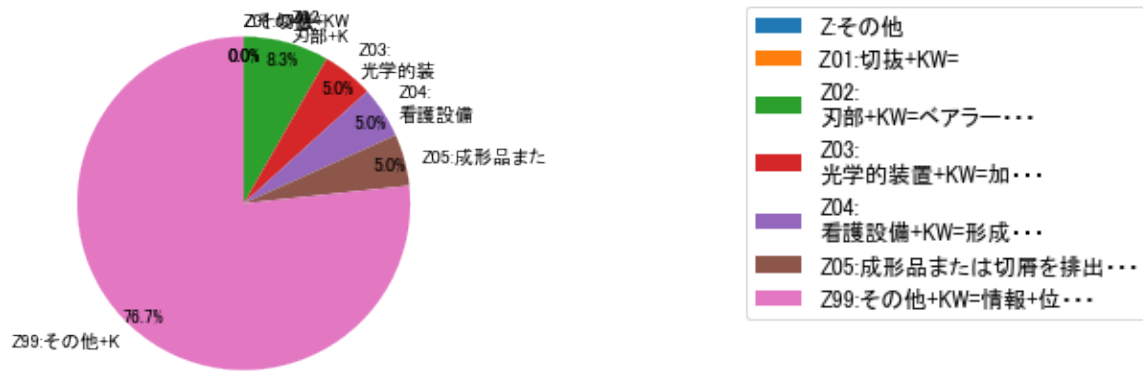 刃部+K
0.0%
8.3%
Z03:
光学的装
5.0%
Z04:
看護設備
5.0%
Z05:成形品また
5.0%
76.7%
Z99:その他+K
Z:その他
Z01:切抜+KW=
Z02:
刃部+KW=ベアラー･･･
Z03:
光学的装置+KW=加･･･
Z04:
看護設備+KW=形成･･･
Z05:成形品または切屑を排出･･･
Z99:その他+KW=情報+位･･･